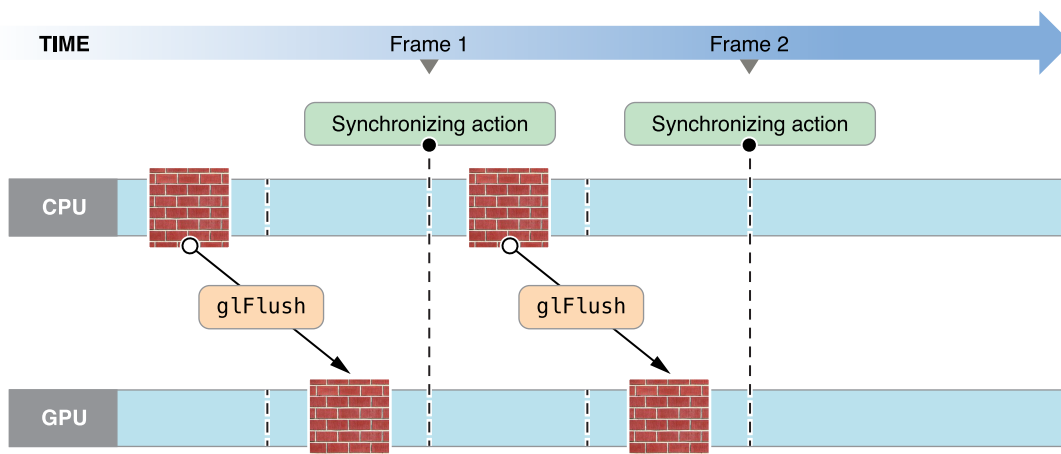 TIME
Frame 1
Frame 2
Synchronizing action
Synchronizing action
CPU
glFlush
glFlush
GPU